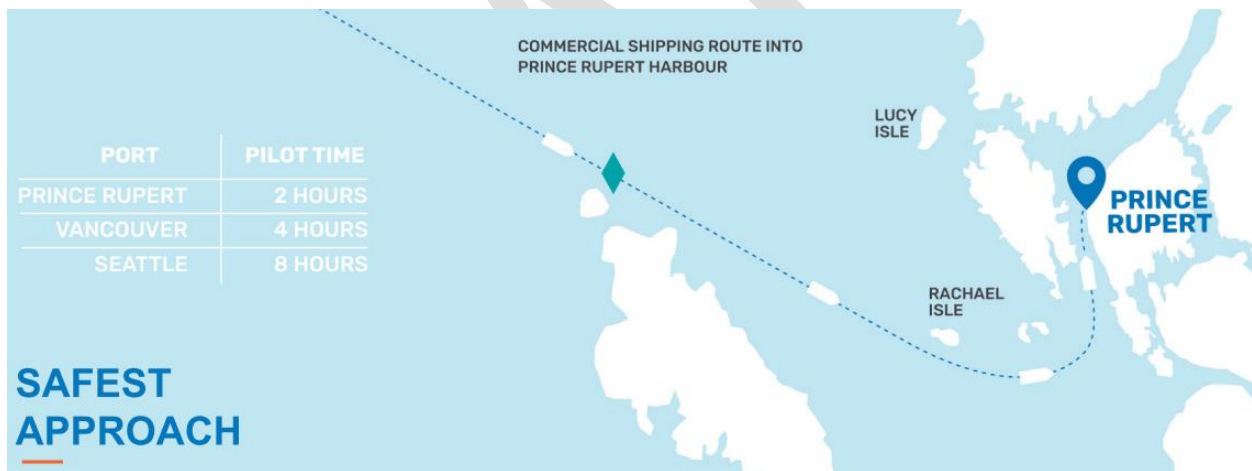 COMMERCIAL SHIPPING ROUTE INTO
PRINCE RUPERT HARBOUR
LUCY
ISLE
PORT PILOT TIME
PRINCE RUPERT 2 HOURS
VANCOUVER 4 HOURS
SEATTLE 8 HOURS
PRINCE
RUPERT
RACHAEL
ISLE
SAFEST
APPROACH